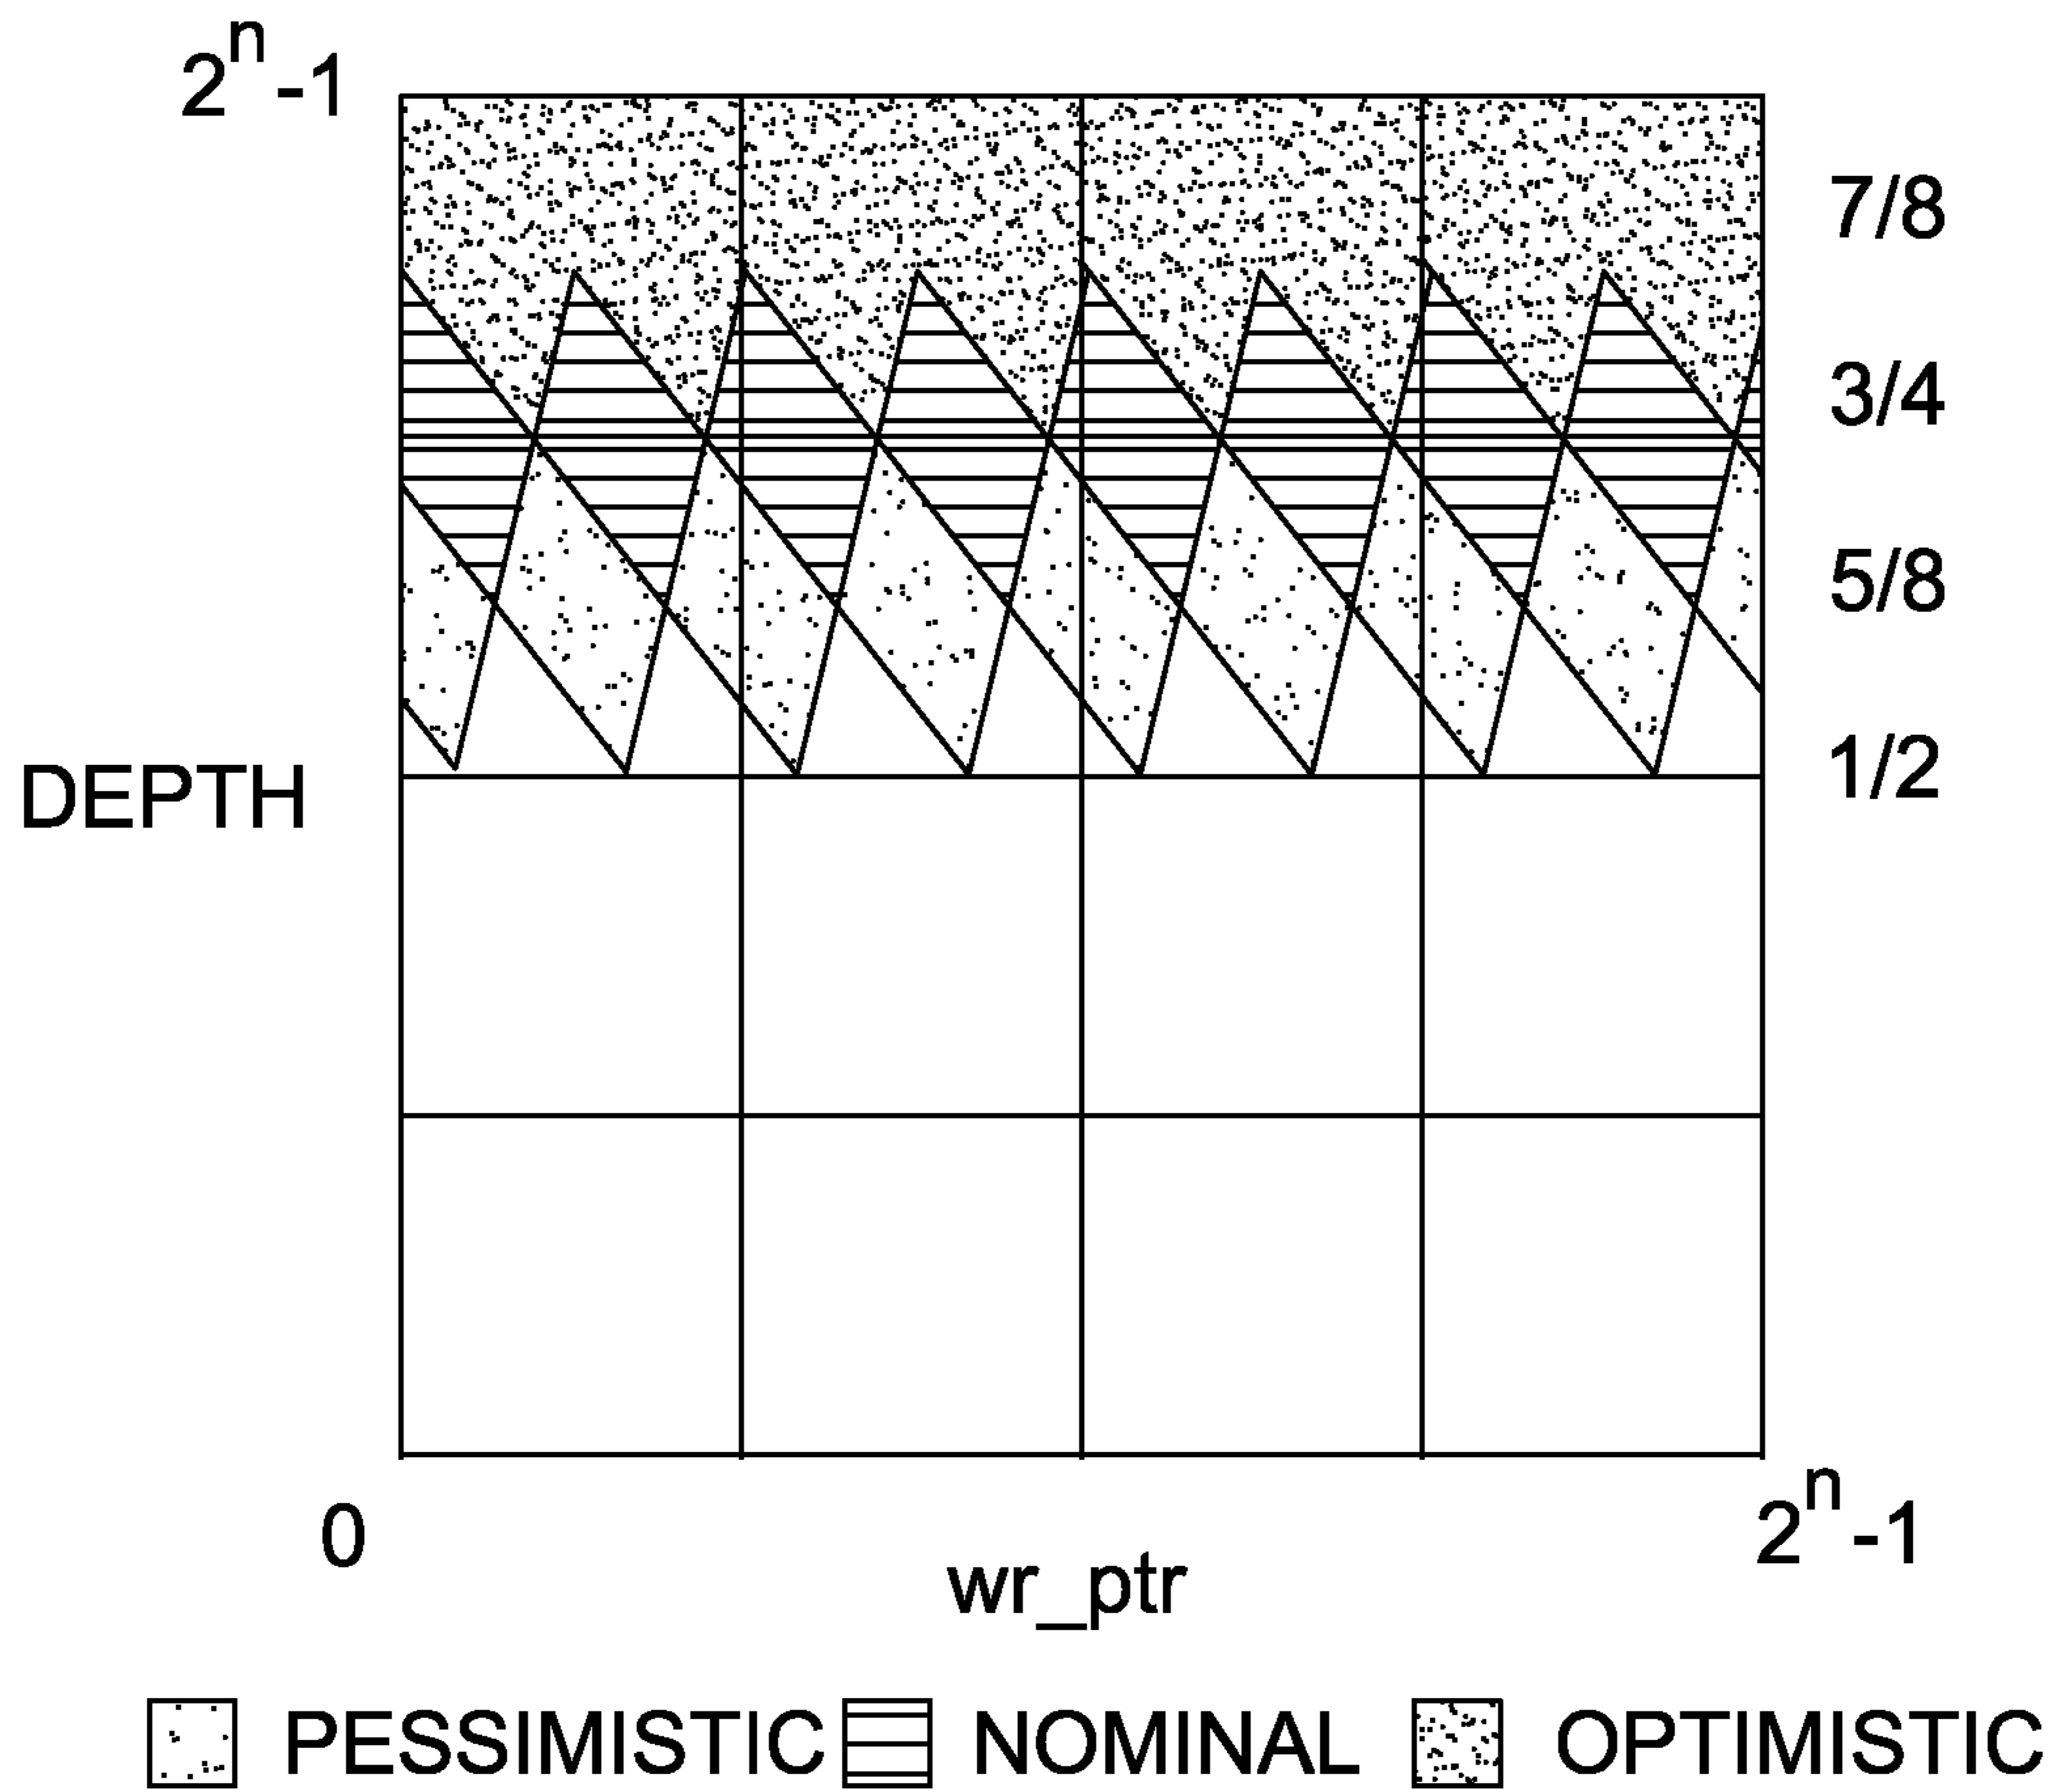 2^n-1
7/8
3/4
5/8
1/2
DEPTH
0
2^n-1
wr_ptr
PESSIMISTIC NOMINAL OPTIMISTIC